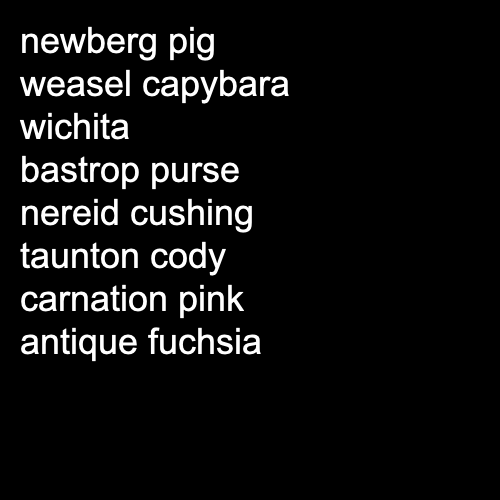 newberg pig
weasel capybara
wichita
bastrop purse
nereid cushing
taunton cody
carnation pink
antique fuchsia